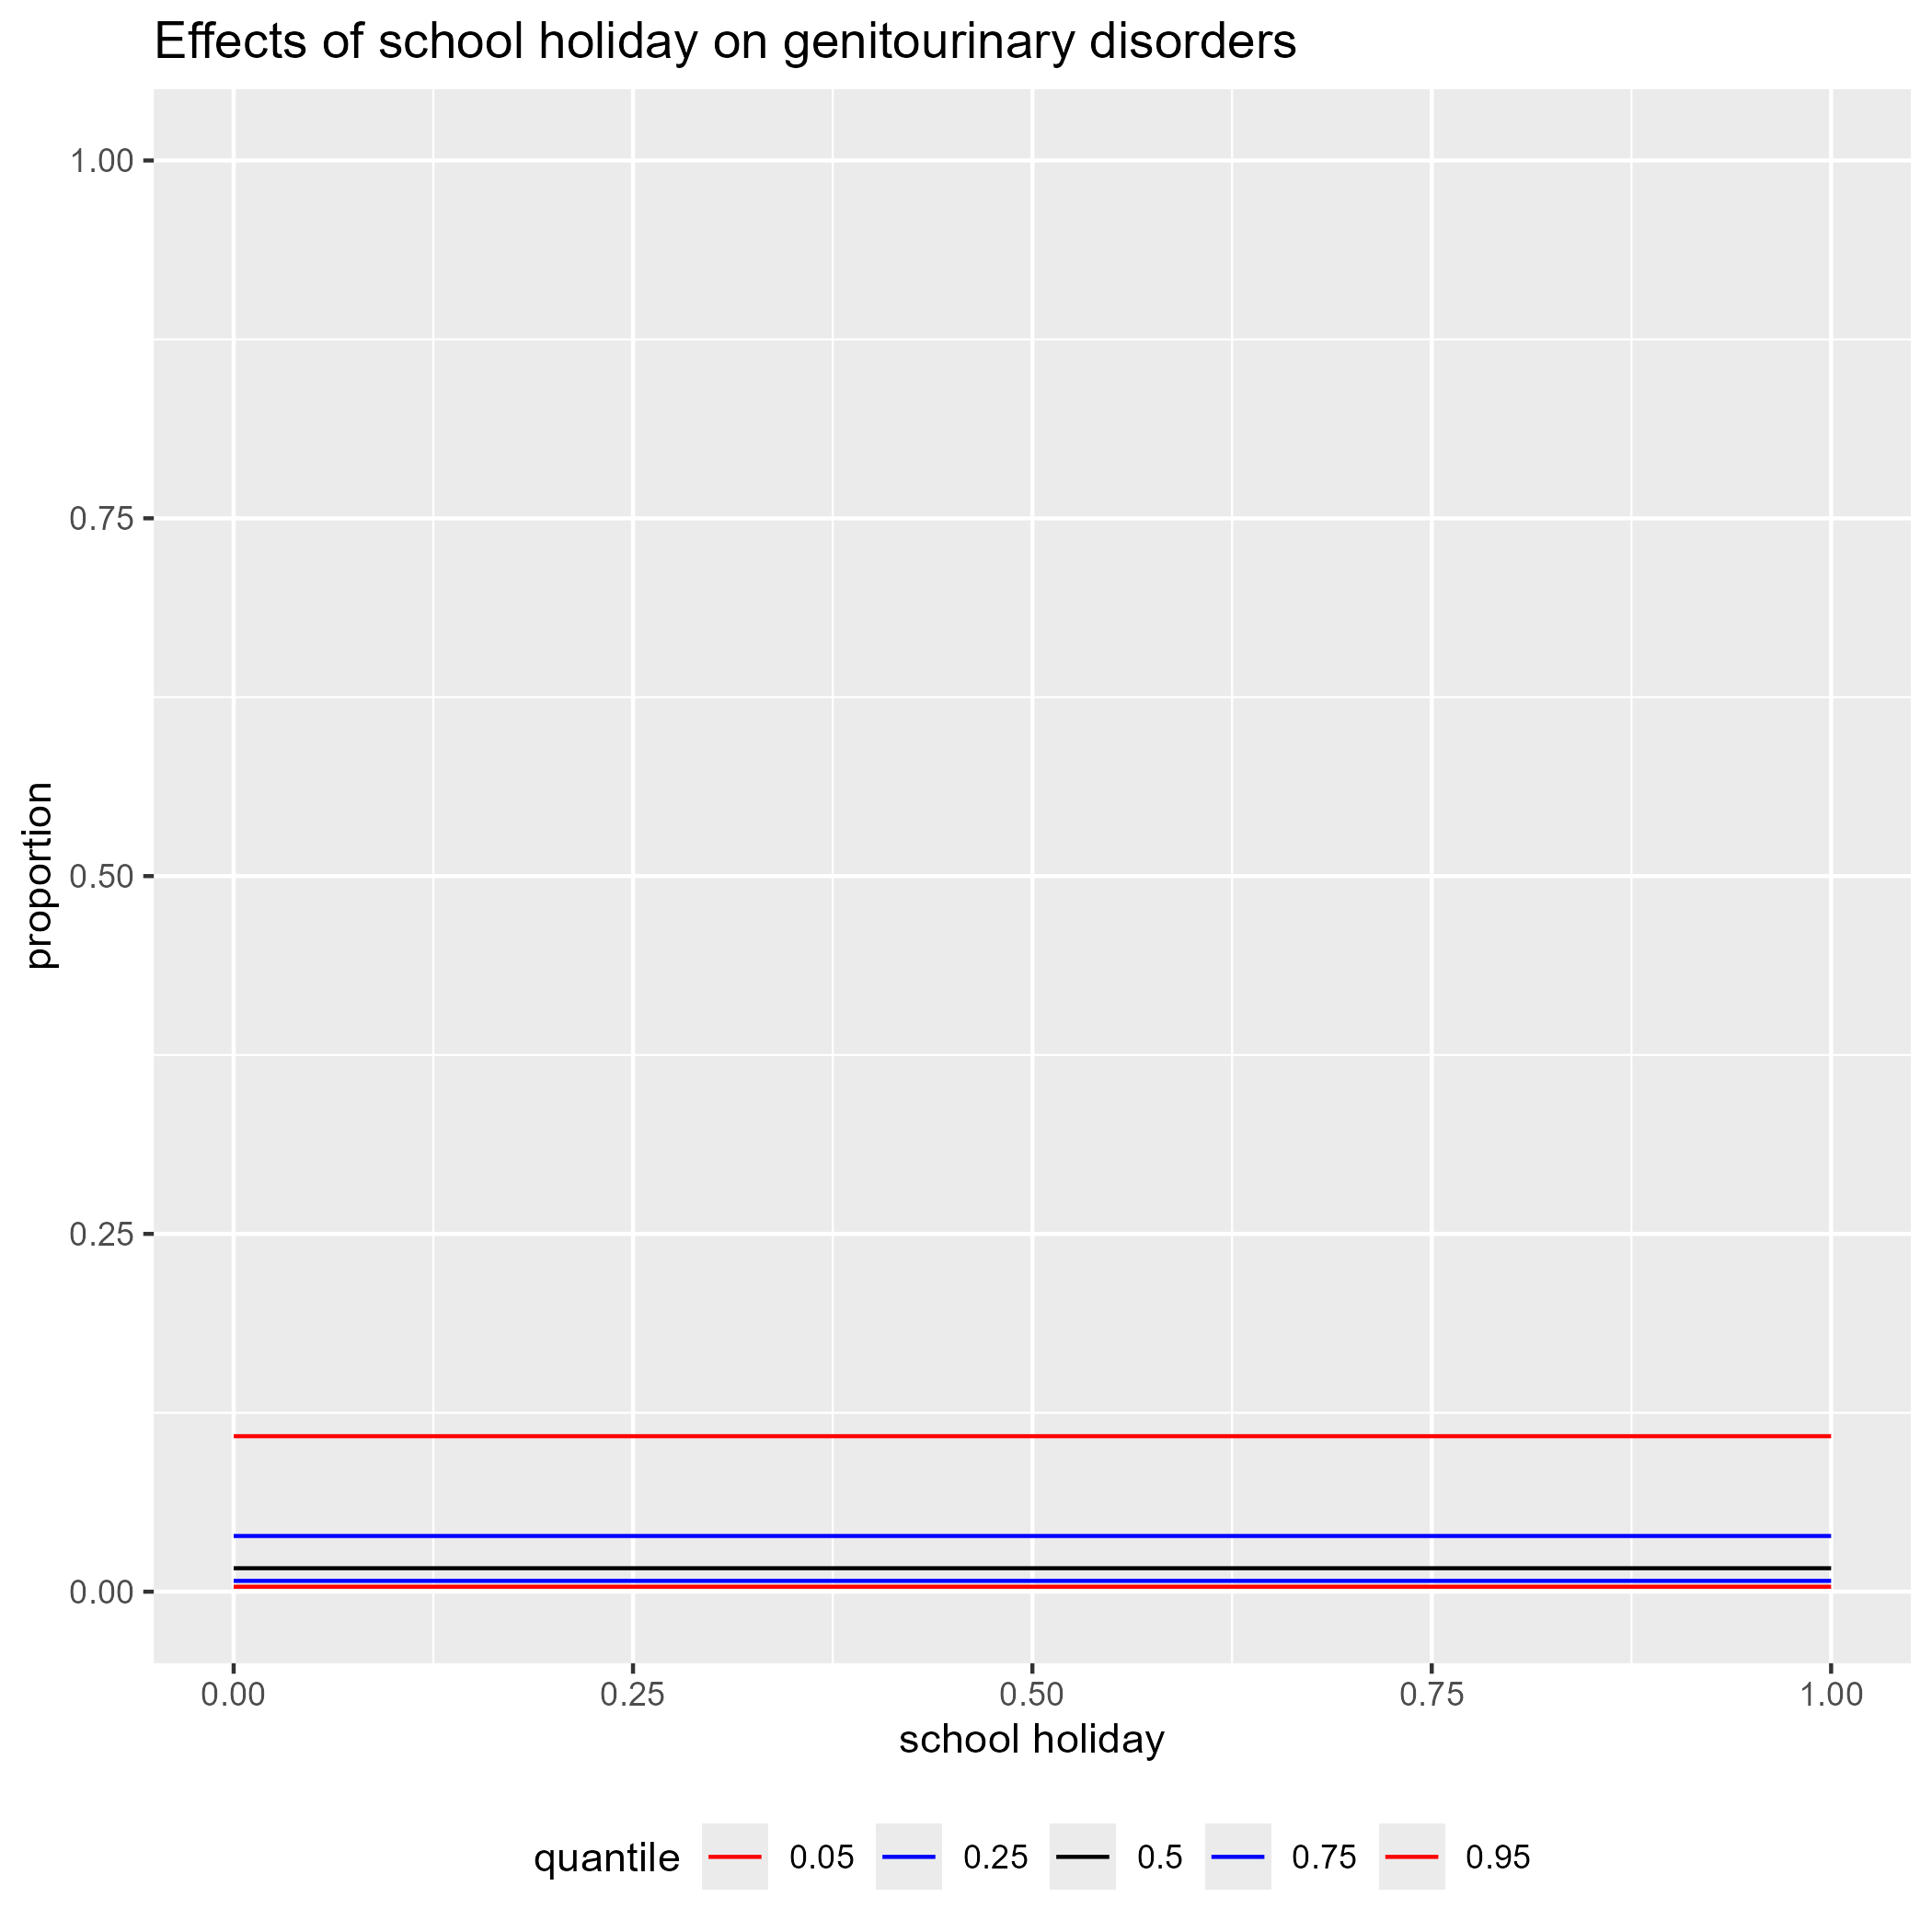 Effects of school holiday on genitourinary disorders
1.00
0.75
0.50
0.25
0.00
proportion
0.00 0.25 0.50 0.75 1.00
school holiday
quantile 0.05 0.25 0.5 0.75 0.95